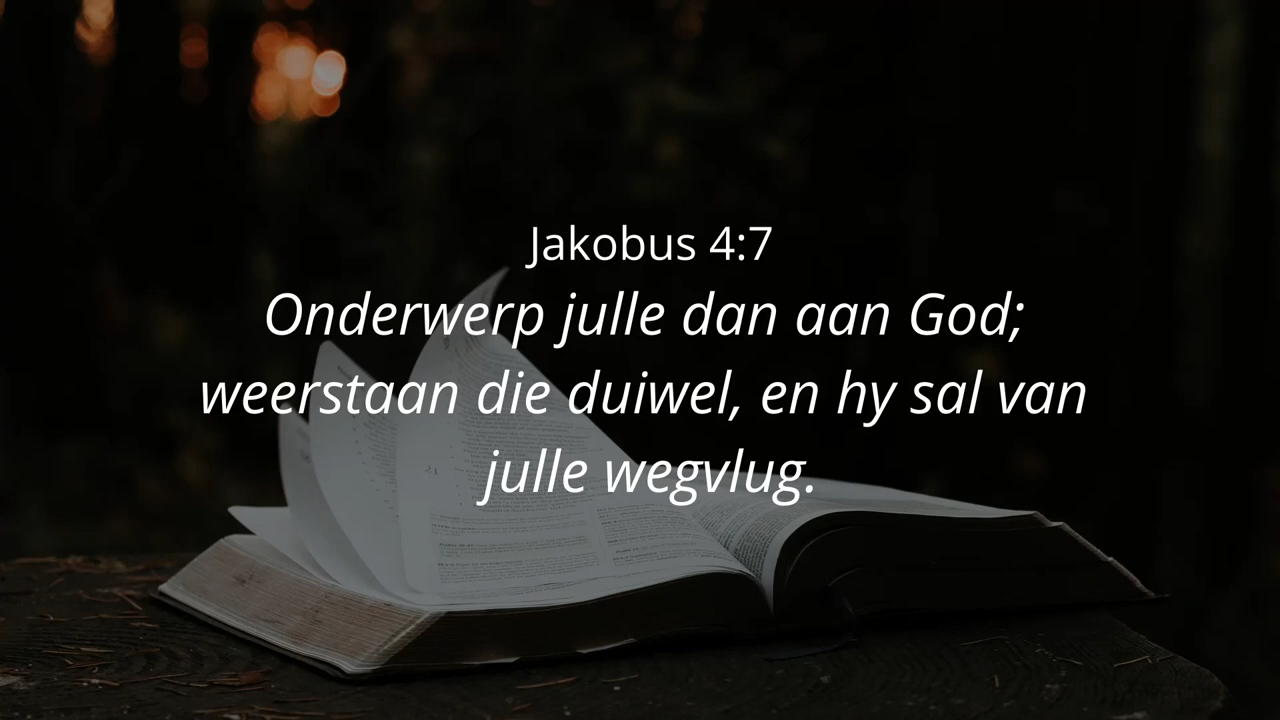 Jakobus 4:7
Onderwerp julle dan aan God;
weerstaan die duiwel, en hy sal van
julle wegvlug.